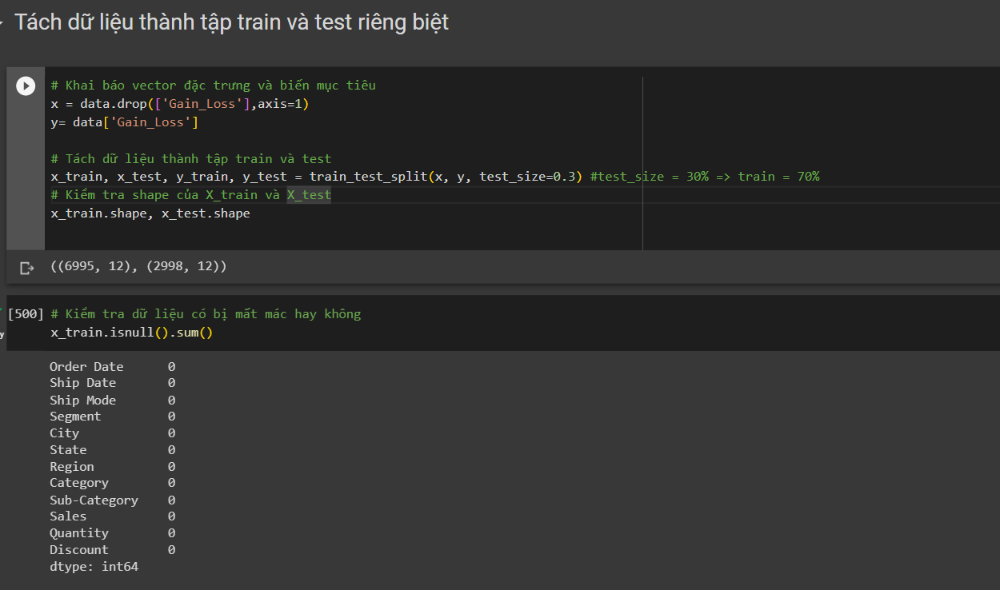 Tách dữ liệu thành tập train và test riêng biệt
# Khai báo vector đặc trưng và biến mục tiêu
x = data.drop(['Gain_Loss'],axis=1)
y= data['Gain_Loss']
# Tách dữ liệu thành tập train và test
x_train, x_test, y_train, y_test = train_test_split(x, y, test_size=0.3) #test_size = 30% => train = 70%
# Kiểm tra shape của X_train và X_test
x_train.shape, x_test.shape
((6995, 12), (2998, 12))
[500] # Kiểm tra dữ liệu có bị mất mác hay không
x_train.isnull().sum()
Order Date 0
Ship Date 0
Ship Mode 0
Segment 0
City 0
State 0
Region 0
Category 0
Sub-Category 0
Sales 0
Quantity 0
Discount 0
dtype: int64